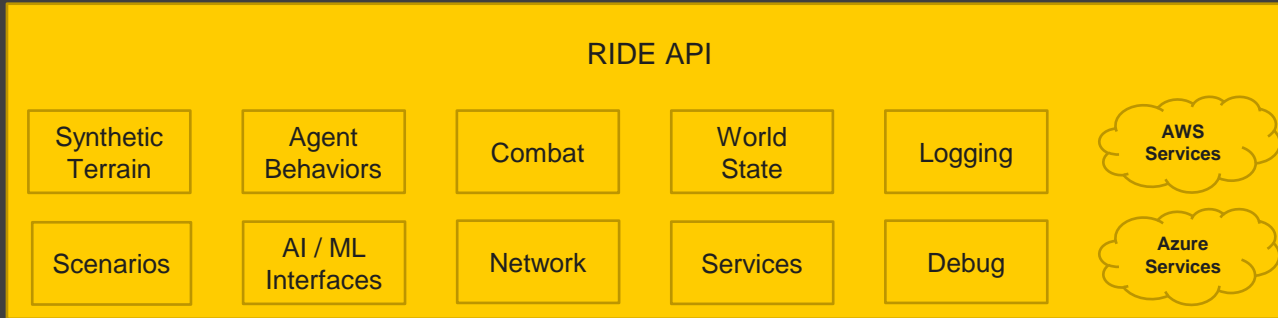 RIDE API
Synthetic
Terrain
Agent
Behaviors
Combat
World
State
Logging
AWS
Services
Scenarios
AI / ML
Interfaces
Network
Services
Debug
Azure
Services